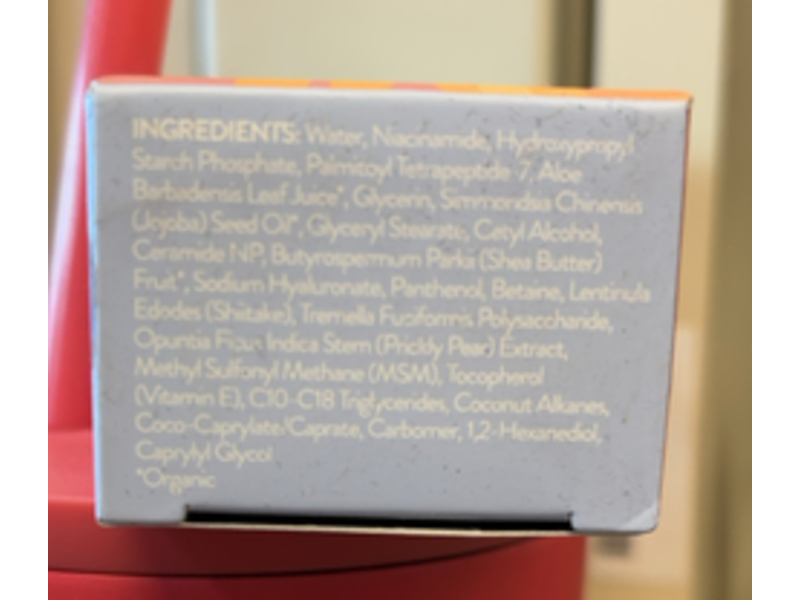 INGREDIENTS: Water, Niacinamide, Hydroxypropyl
Starch Phosphate, Palmitoyl Tetrapeptide-7, Aloe
Barbadensis Leaf Juice*, Glycerin, Simmondsia Chinensis
(Jojoba) Seed Oil*, Glyceryl Stearate, Cetyl Alcohol,
Ceramide NP, Butyrospermum Parkii (Shea Butter)
Fruit*, Sodium Hyaluronate, Panthenol, Betaine, Lentinula
Edodes (Shiitake), Tremella Fuciformis Polysaccharide,
Opuntia Ficus Indica Stem (Prickly Pear) Extract,
Methyl Sulfonyl Methane (MSM), Tocopherol
(Vitamin E), C10-C18 Triglycerides, Coconut Alkanes,
Coco-Caprylate/Caprate, Carbomer, 1,2-Hexanediol,
Caprylyl Glycol
*Organic